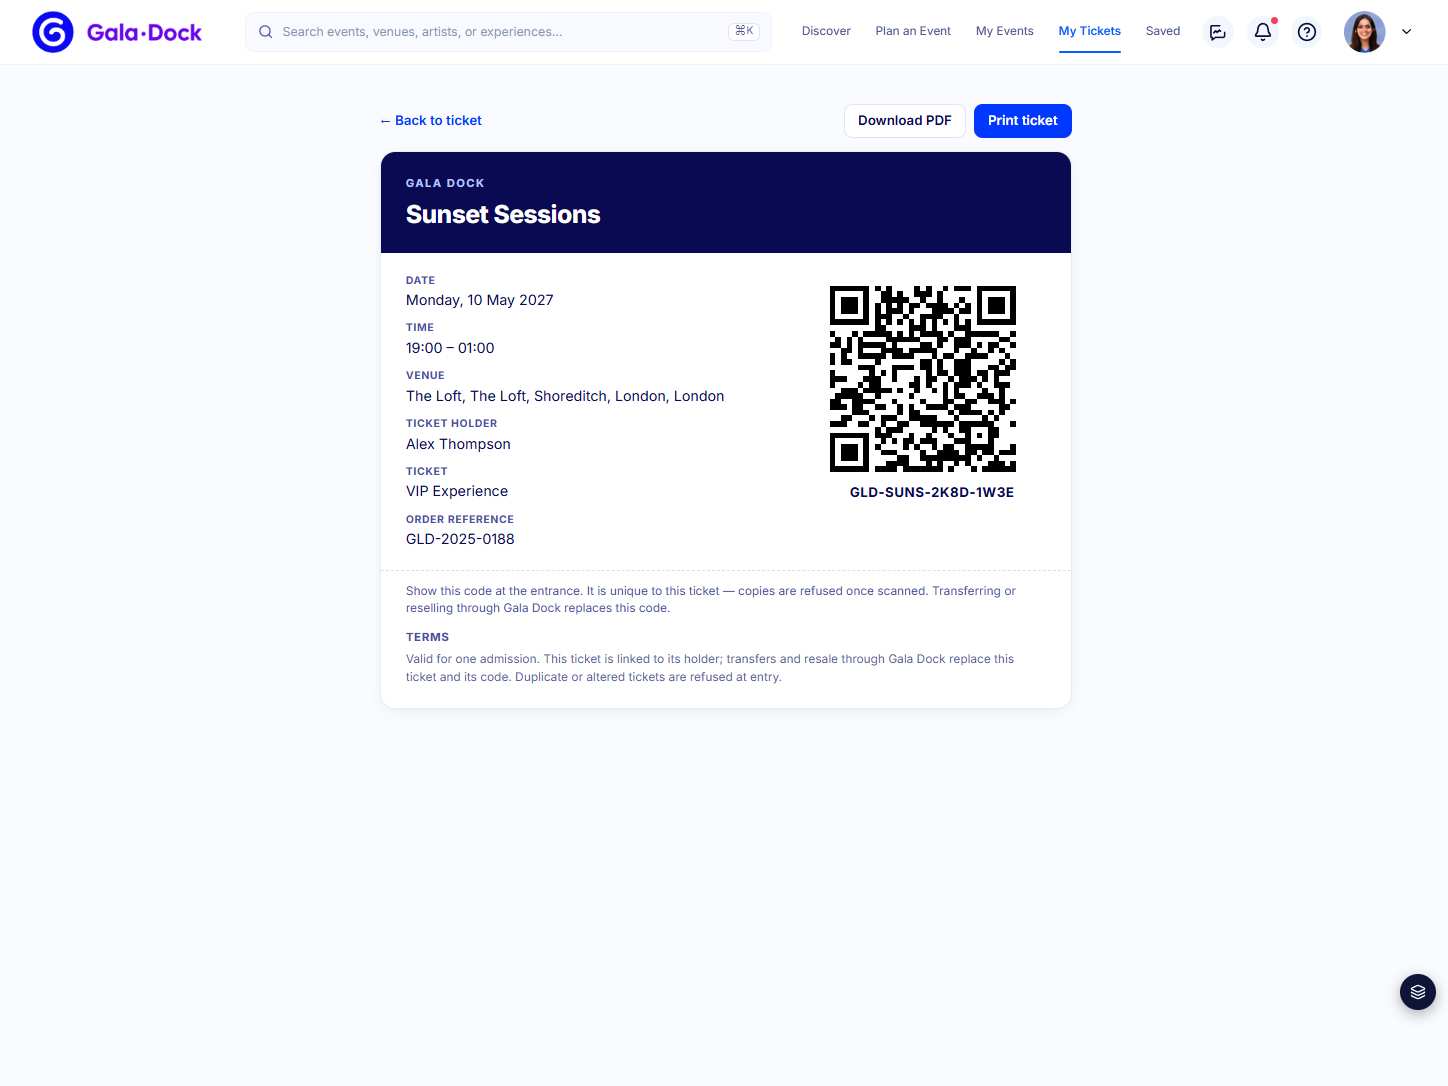 Gala·Dock
Search events, venues, artists, or experiences...
⌘K
Discover
Plan an Event
My Events
My Tickets
Saved
← Back to ticket
Download PDF
Print ticket
GALA DOCK
Sunset Sessions
DATE
Monday, 10 May 2027
TIME
19:00 – 01:00
VENUE
The Loft, The Loft, Shoreditch, London, London
TICKET HOLDER
Alex Thompson
TICKET
VIP Experience
ORDER REFERENCE
GLD-2025-0188
GLD-SUNS-2K8D-1W3E
Show this code at the entrance. It is unique to this ticket — copies are refused once scanned. Transferring or
reselling through Gala Dock replaces this code.
TERMS
Valid for one admission. This ticket is linked to its holder; transfers and resale through Gala Dock replace this
ticket and its code. Duplicate or altered tickets are refused at entry.